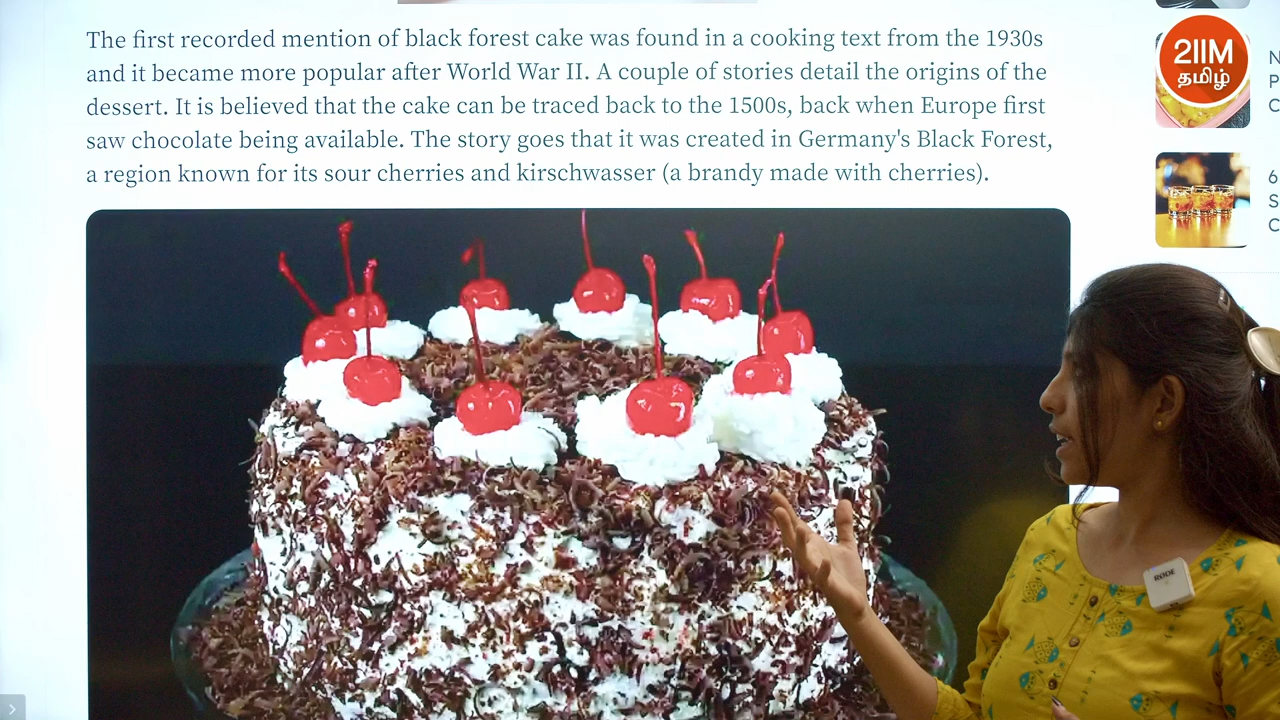 The first recorded mention of black forest cake was found in a cooking text from the 1930s
and it became more popular after World War II. A couple of stories detail the origins of the
dessert. It is believed that the cake can be traced back to the 1500s, back when Europe first
saw chocolate being available. The story goes that it was created in Germany's Black Forest,
a region known for its sour cherries and kirschwasser (a brandy made with cherries).
2IIM
தமிழ்
N
P
C
6
S
C
RODE